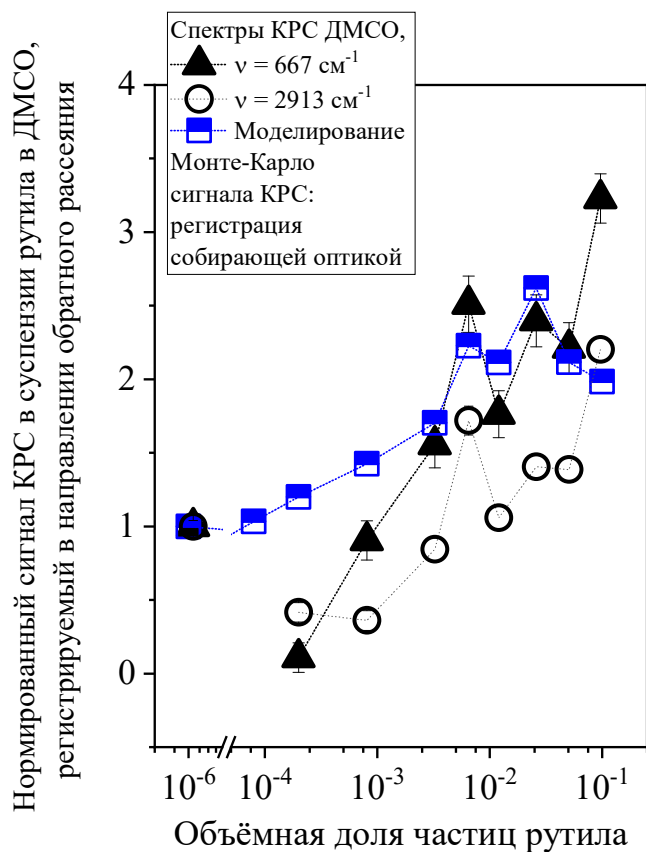 Нормированный сигнал КРС в суспензии рутила в ДМСО,
регистрируемый в направлении обратного рассеяния
Спектры КРС ДМСО,
ν = 667 см⁻¹
ν = 2913 см⁻¹
Моделирование
Монте-Карло
сигнала КРС:
регистрация
собирающей оптикой
4
3
2
1
0
10⁻⁶ 10⁻⁴ 10⁻³ 10⁻² 10⁻¹
Объёмная доля частиц рутила